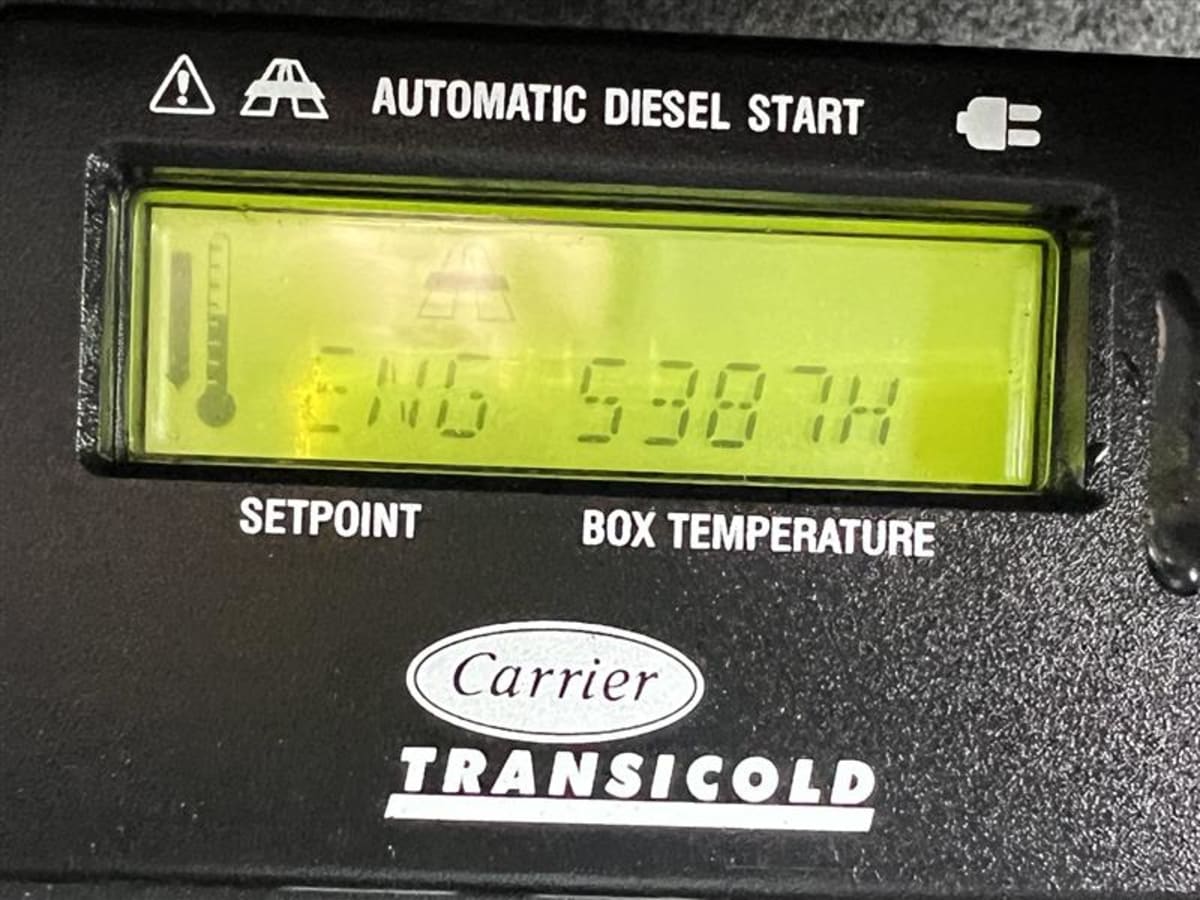 AUTOMATIC DIESEL START
ENG 5387H
SETPOINT BOX TEMPERATURE
Carrier
TRANSICOLD